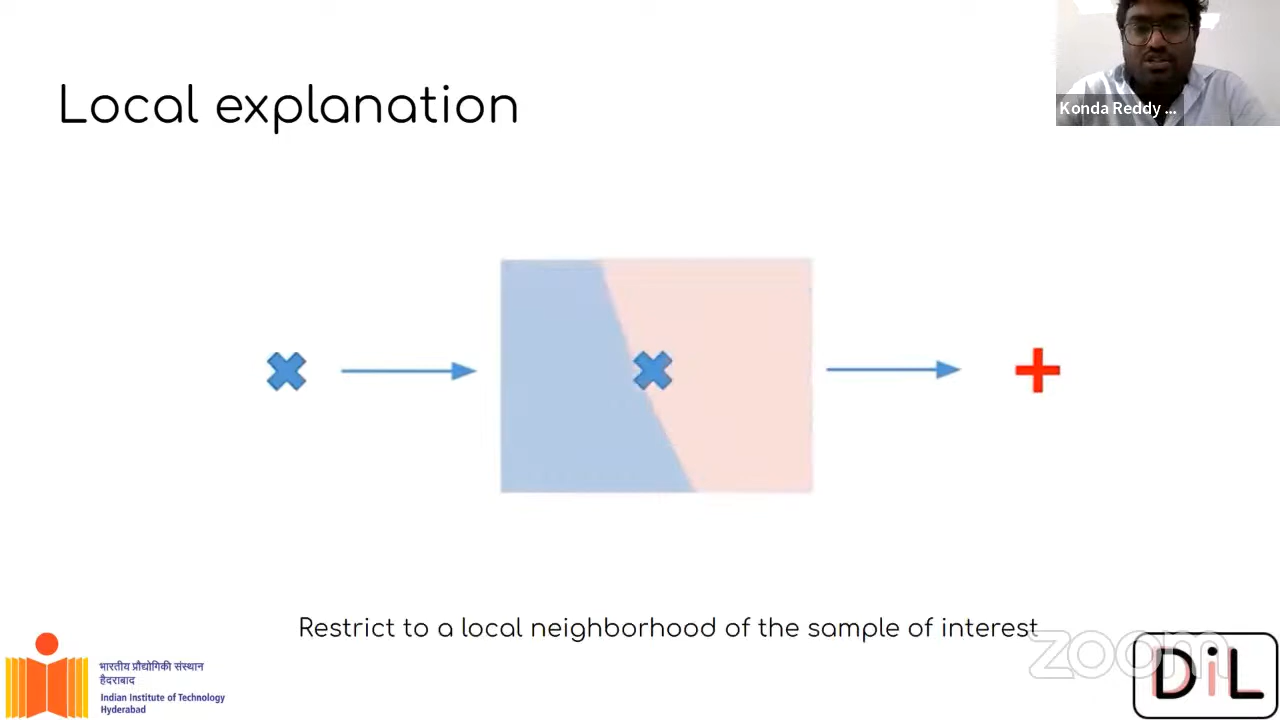 Local explanation
Konda Reddy ...
Restrict to a local neighborhood of the sample of interest
zoom
भारतीय प्रौद्योगिकी संस्थान
हैदराबाद
Indian Institute of Technology
Hyderabad
DiL